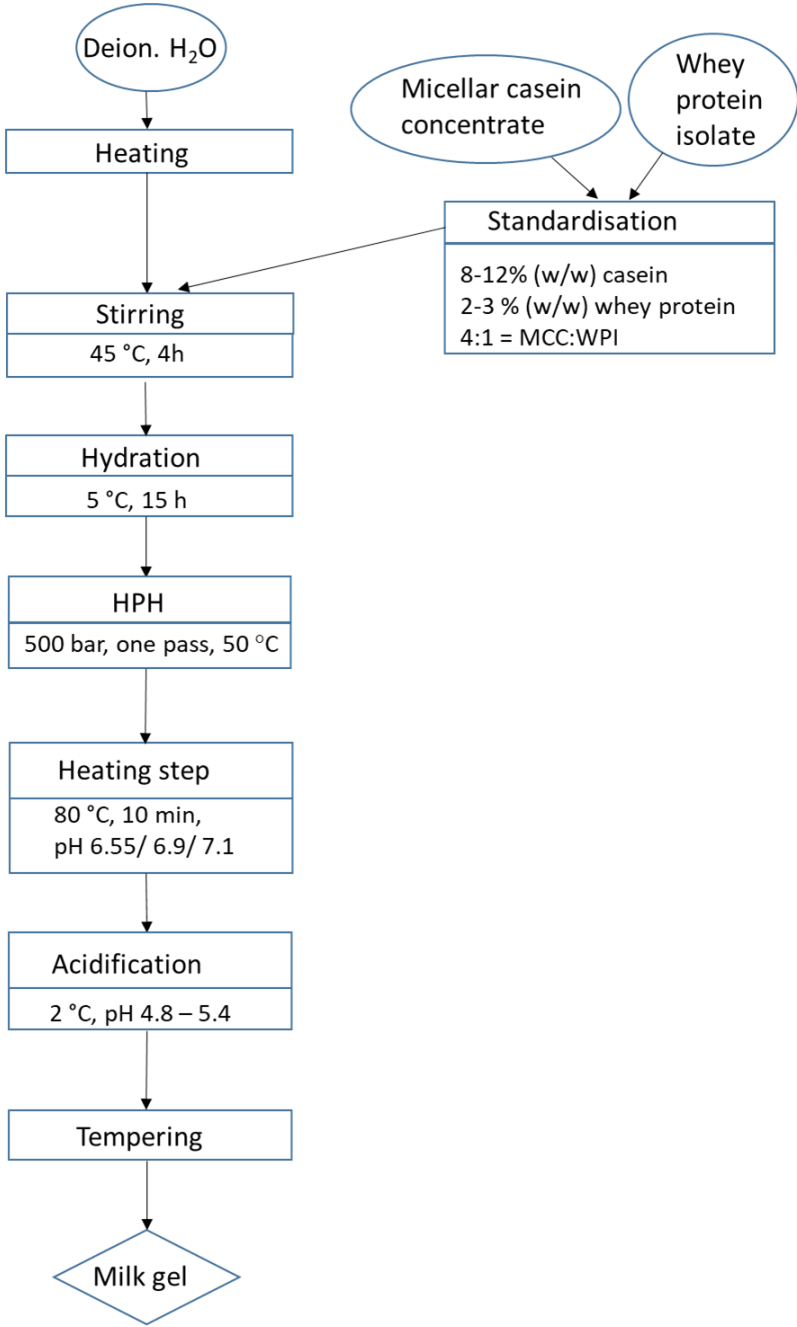 Deion. H₂O
Heating
Micellar casein
concentrate
Whey
protein
isolate
Standardisation
8-12% (w/w) casein
2-3 % (w/w) whey protein
4:1 = MCC:WPI
Stirring
45 °C, 4h
Hydration
5 °C, 15 h
HPH
500 bar, one pass, 50 °C
Heating step
80 °C, 10 min,
pH 6.55/ 6.9/ 7.1
Acidification
2 °C, pH 4.8 – 5.4
Tempering
Milk gel